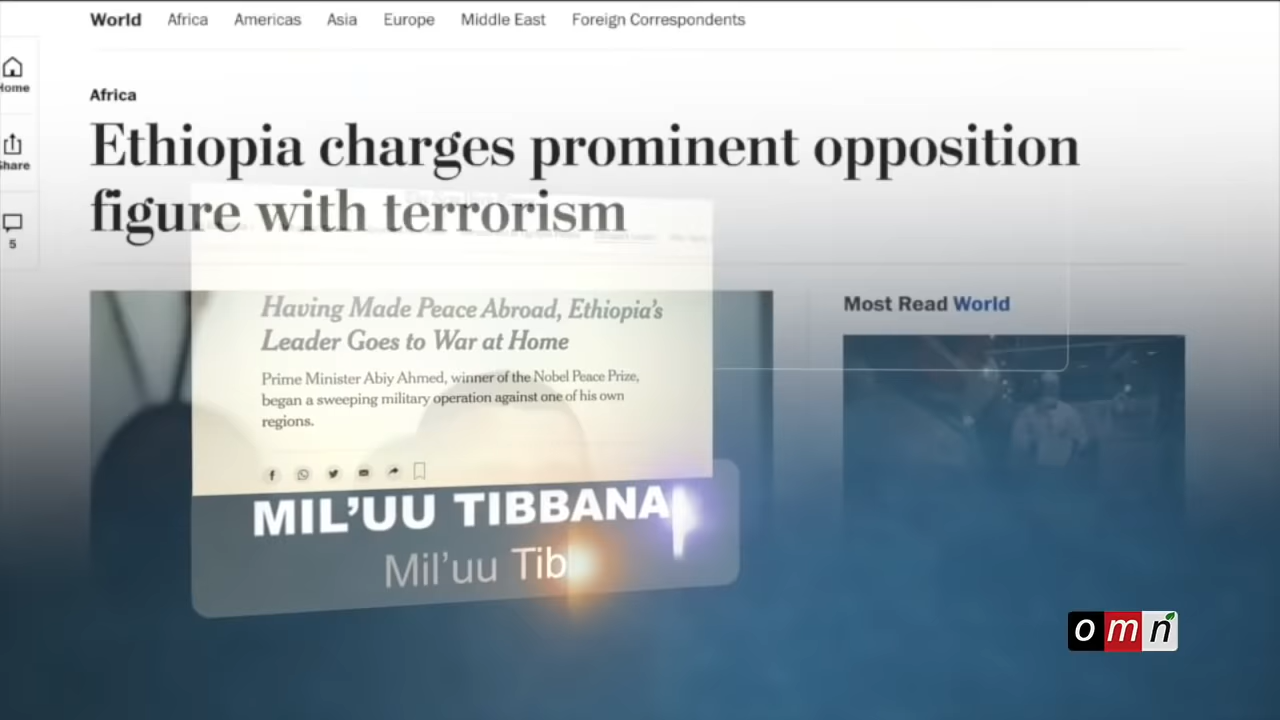 World Africa Americas Asia Europe Middle East Foreign Correspondents
Home
Share
5
Africa
Ethiopia charges prominent opposition
figure with terrorism
Having Made Peace Abroad, Ethiopia's
Leader Goes to War at Home
Prime Minister Abiy Ahmed, winner of the Nobel Peace Prize,
began a sweeping military operation against one of his own
regions.
Most Read World
MIL'UU TIBBANA
Mil'uu Tib
omn